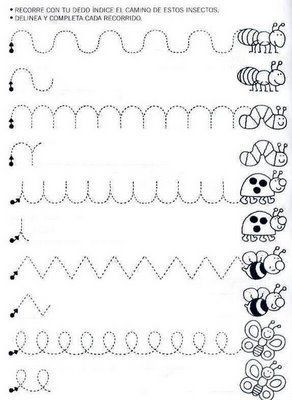 • RECORRE CON TU DEDO ÍNDICE EL CAMINO DE ESTOS INSECTOS.
• DELINEA Y COMPLETA CADA RECORRIDO.